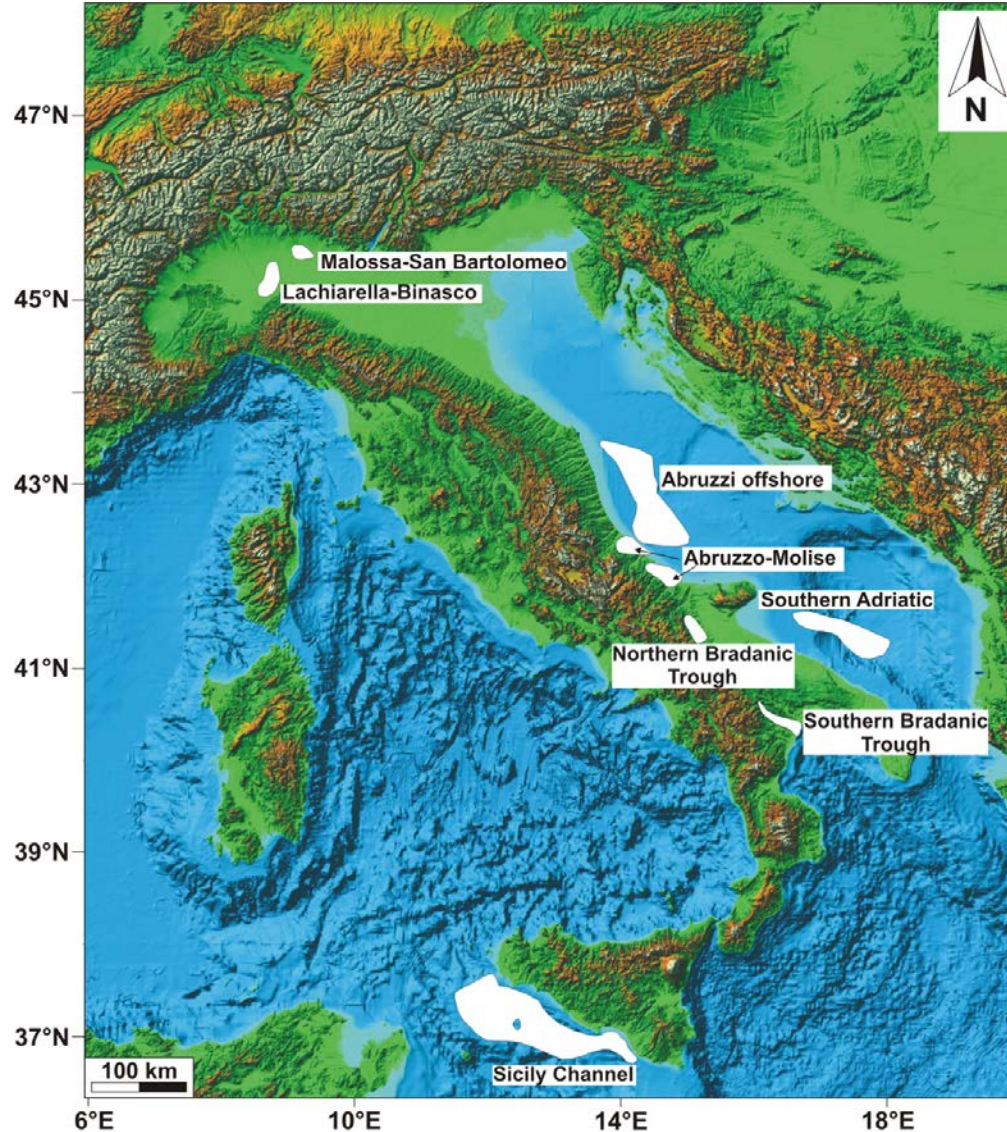 N
47°N
Malossa-San Bartolomeo
45°N
Lachiarella-Binasco
43°N
Abruzzi offshore
Abruzzo-Molise
Southern Adriatic
41°N
Northern Bradanic
Trough
Southern Bradanic
Trough
39°N
37°N
100 km
Sicily Channel
6°E
10°E
14°E
18°E